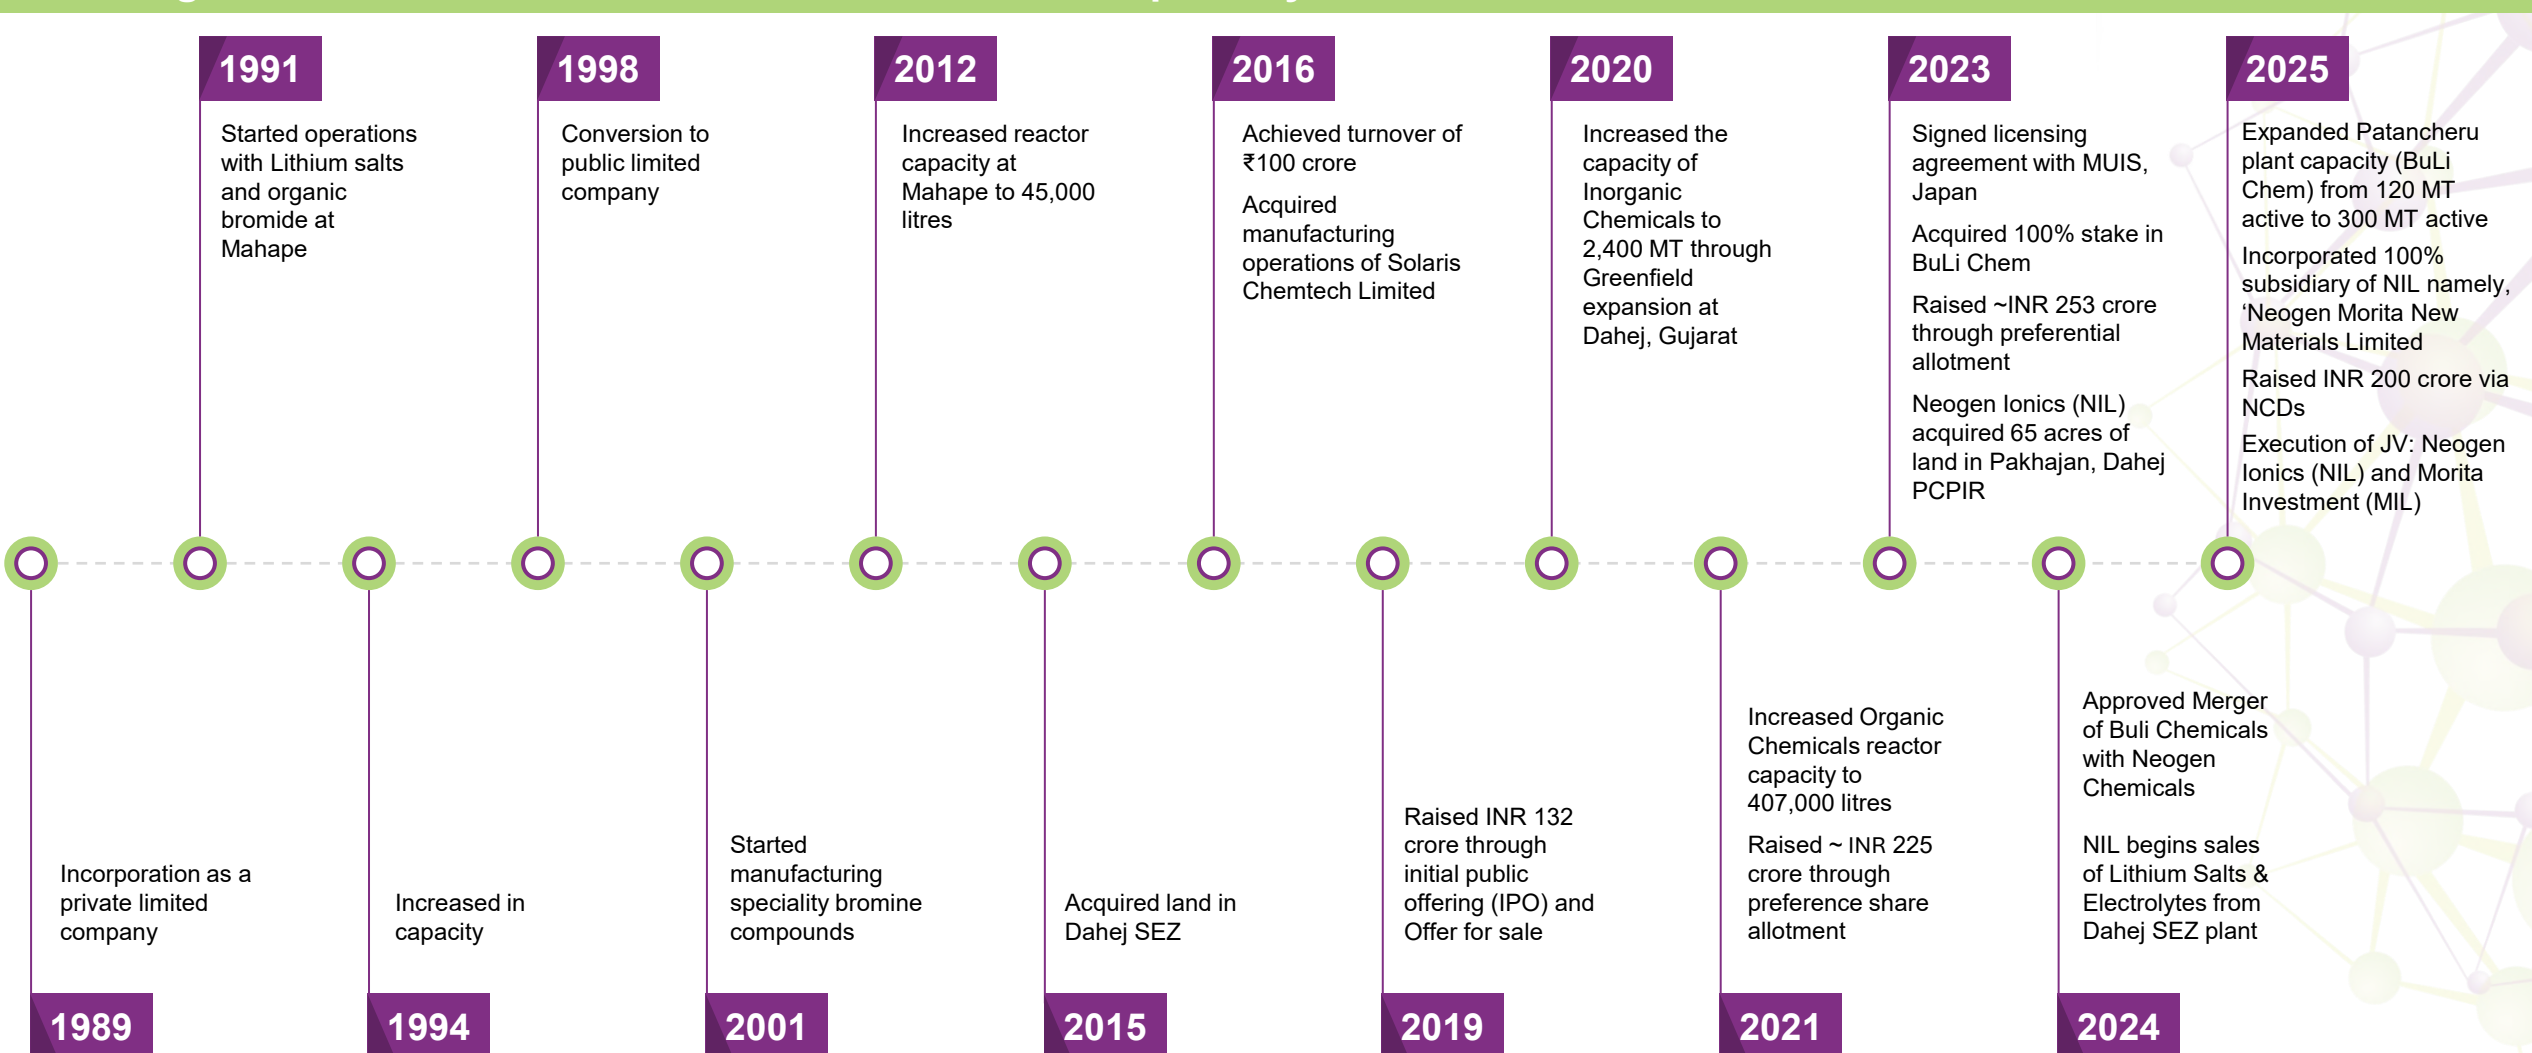 1991
Started operations
with Lithium salts
and organic
bromide at
Mahape
1998
Conversion to
public limited
company
2012
Increased reactor
capacity at
Mahape to 45,000
litres
2016
Achieved turnover of
₹100 crore
Acquired
manufacturing
operations of Solaris
Chemtech Limited
2020
Increased the
capacity of
Inorganic
Chemicals to
2,400 MT through
Greenfield
expansion at
Dahej, Gujarat
2023
Signed licensing
agreement with MUIS,
Japan
Acquired 100% stake in
BuLi Chem
Raised ~INR 253 crore
through preferential
allotment
Neogen Ionics (NIL)
acquired 65 acres of
land in Pakhajan, Dahej
PCPIR
2025
Expanded Patancheru
plant capacity (BuLi
Chem) from 120 MT
active to 300 MT active
Incorporated 100%
subsidiary of NIL namely,
‘Neogen Morita New
Materials Limited
Raised INR 200 crore via
NCDs
Execution of JV: Neogen
Ionics (NIL) and Morita
Investment (MIL)
Incorporation as a
private limited
company
1989
Increased in
capacity
1994
Started
manufacturing
speciality bromine
compounds
2001
Acquired land in
Dahej SEZ
2015
Raised INR 132
crore through
initial public
offering (IPO) and
Offer for sale
2019
Increased Organic
Chemicals reactor
capacity to
407,000 litres
Raised ~ INR 225
crore through
preference share
allotment
2021
Approved Merger
of Buli Chemicals
with Neogen
Chemicals
NIL begins sales
of Lithium Salts &
Electrolytes from
Dahej SEZ plant
2024